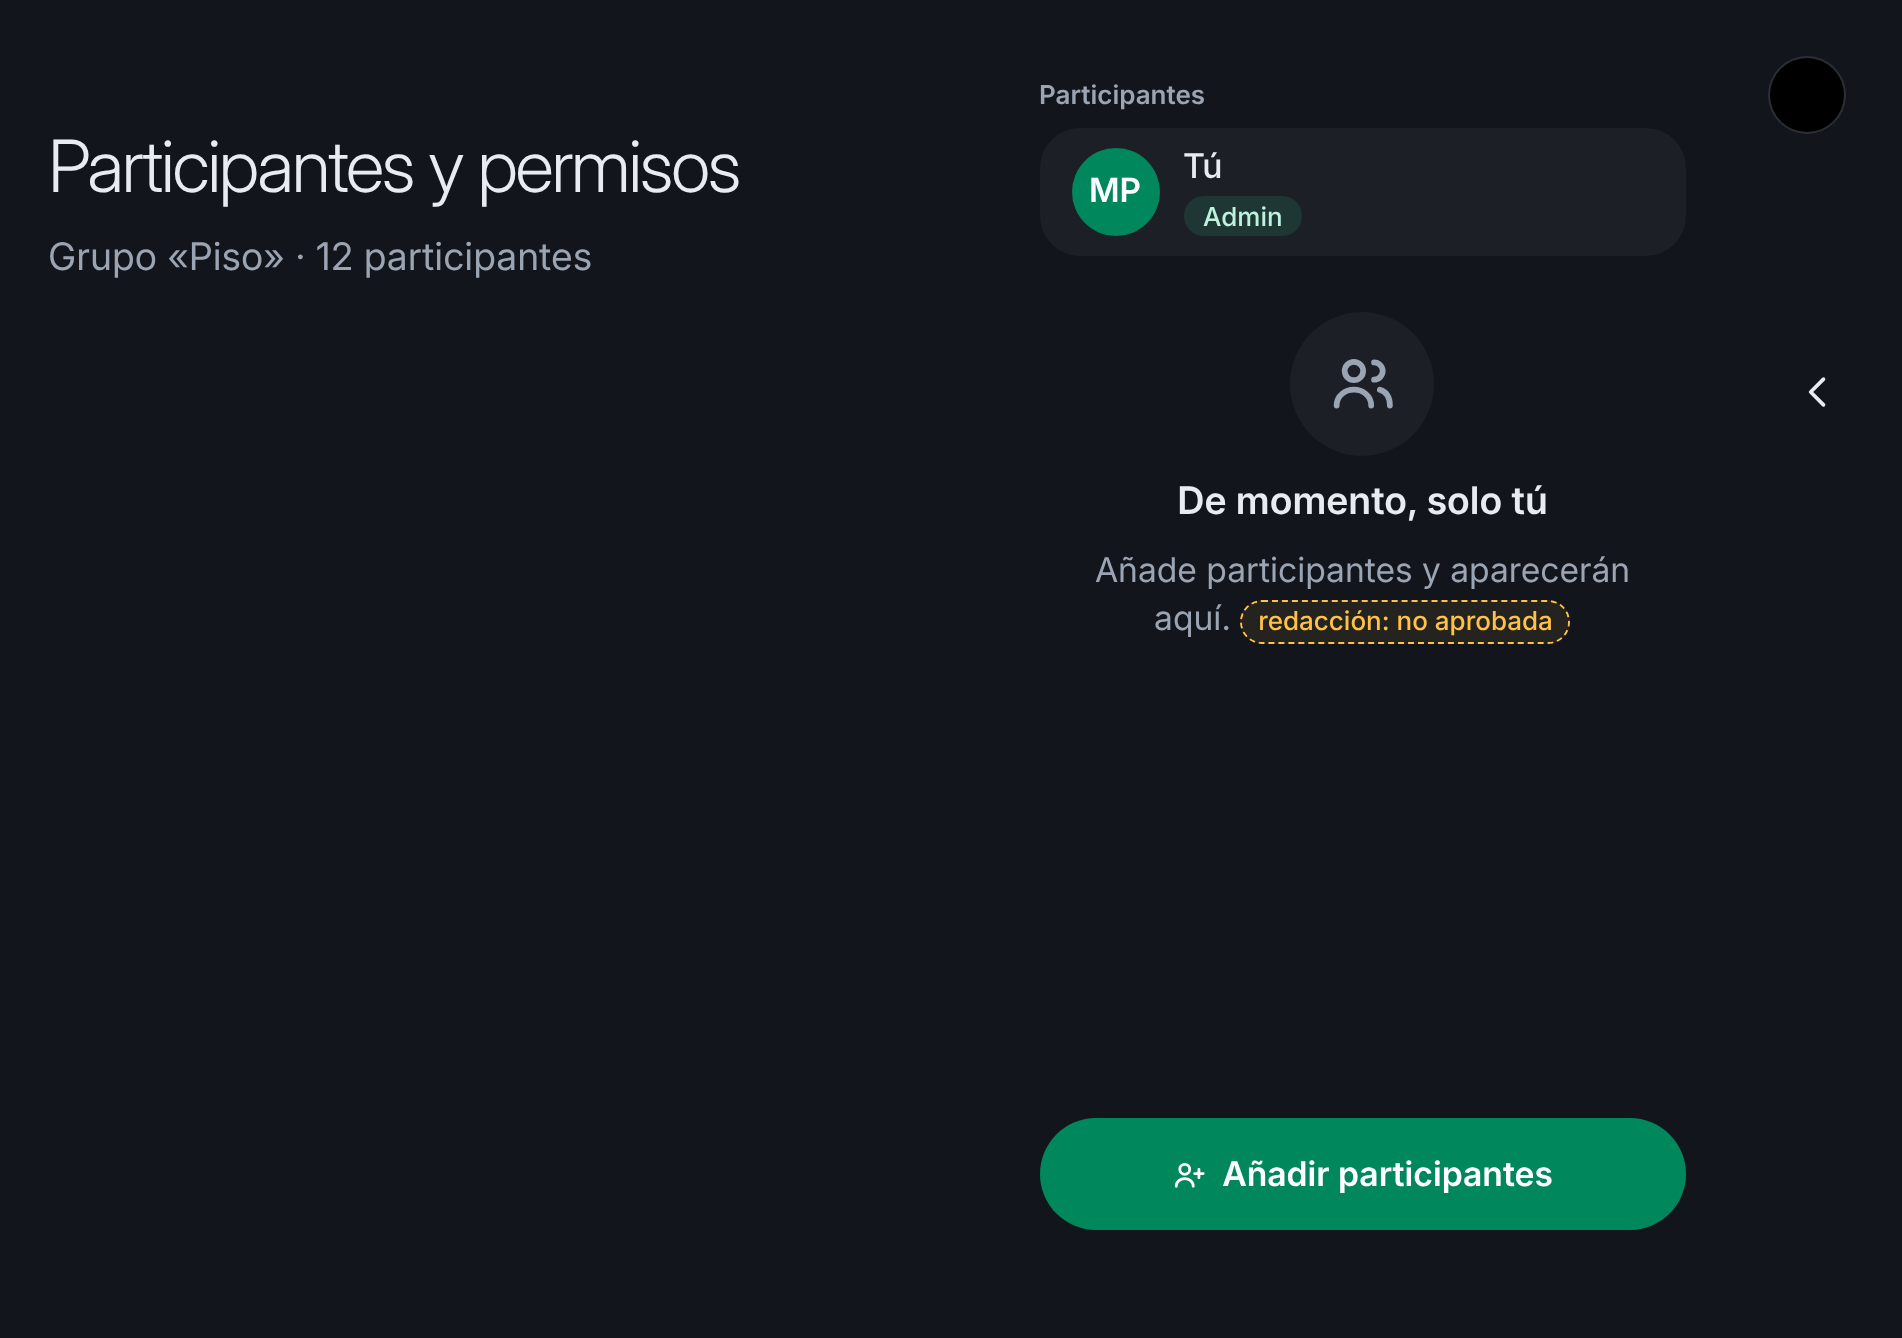 Participantes y permisos
Grupo «Piso» · 12 participantes
Participantes
MP
Tú
Admin
De momento, solo tú
Añade participantes y aparecerán
aquí. redacción: no aprobada
Añadir participantes